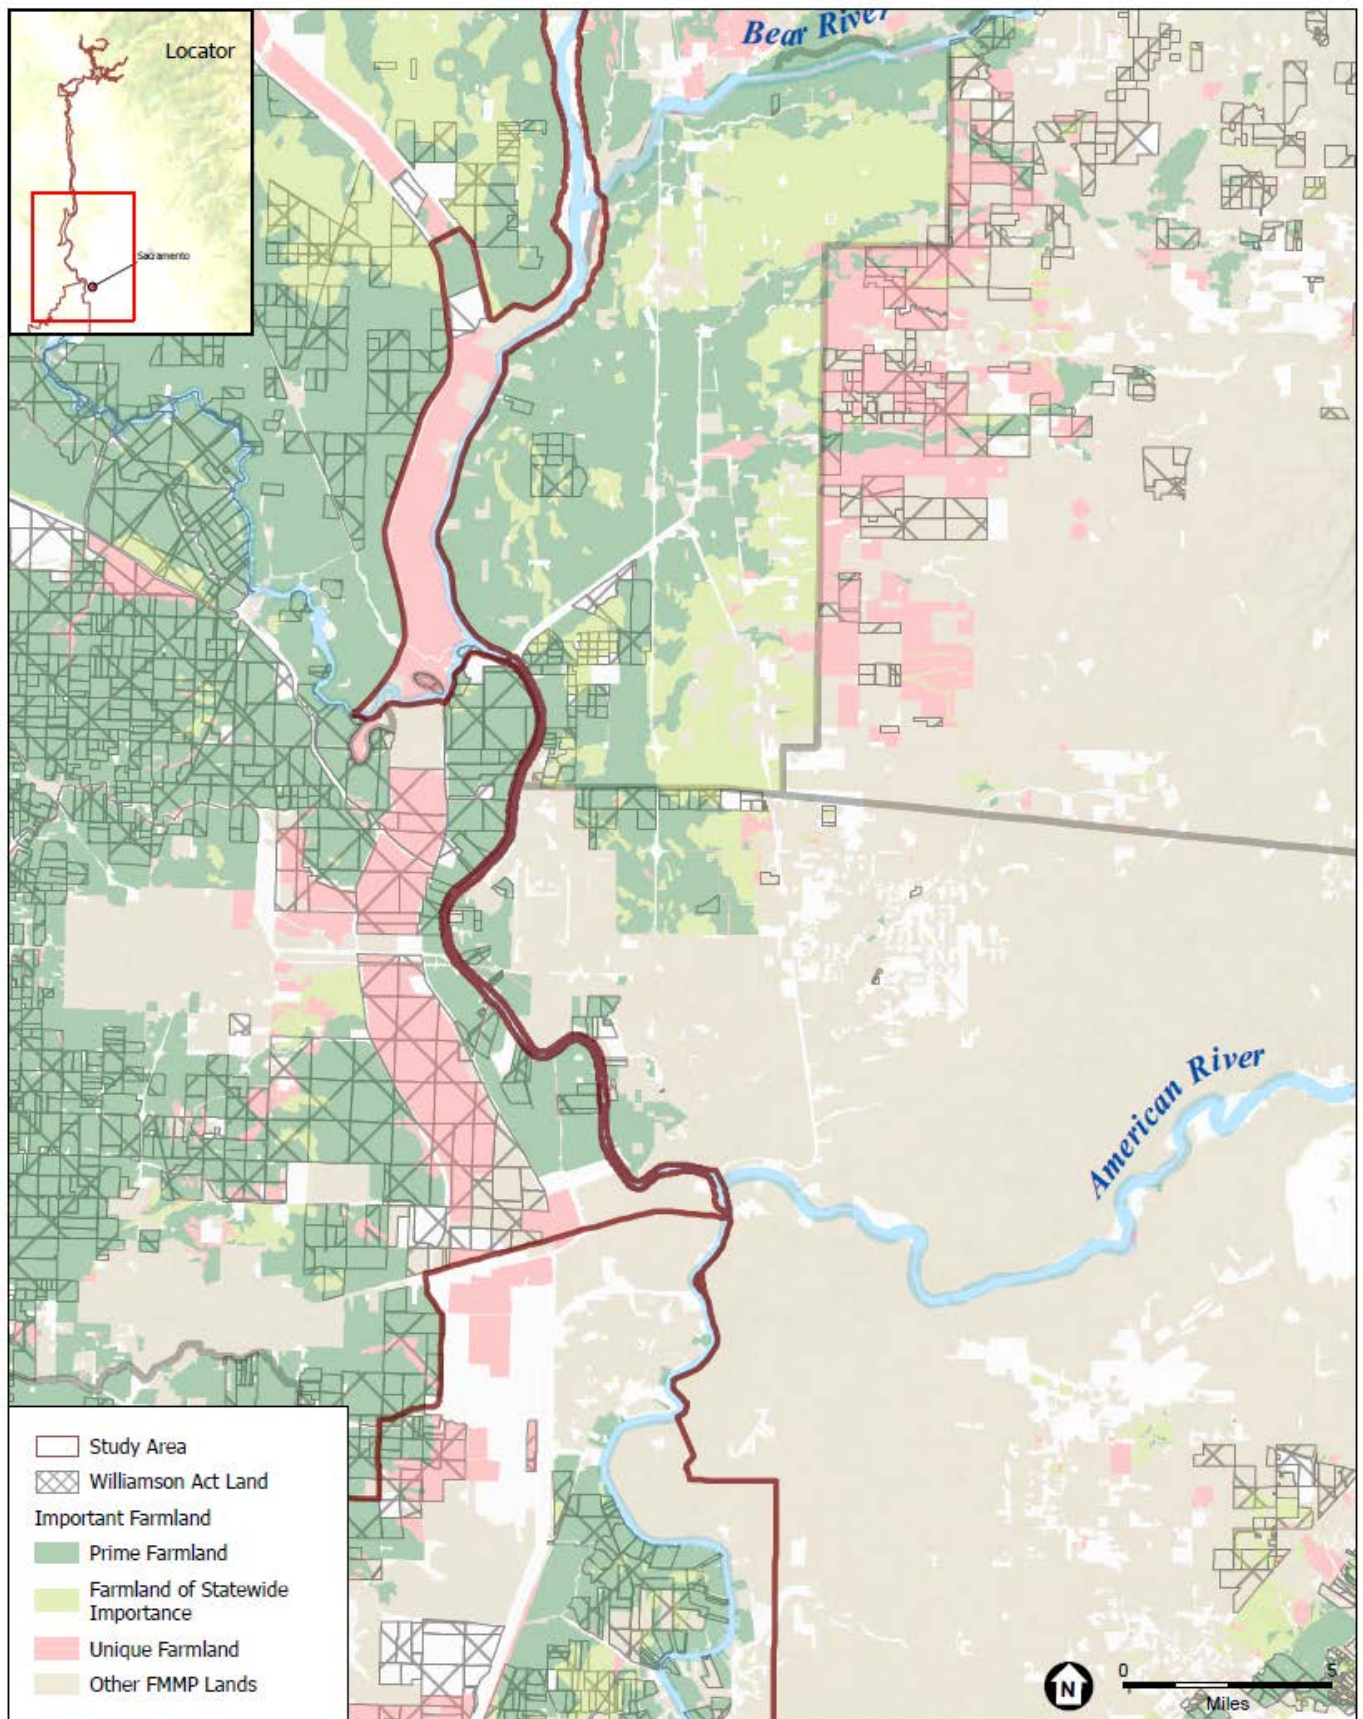 Locator
Sacramento
Bear River
American River
Study Area
Williamson Act Land
Important Farmland
Prime Farmland
Farmland of Statewide
Importance
Unique Farmland
Other FMMP Lands
N
0 5
Miles